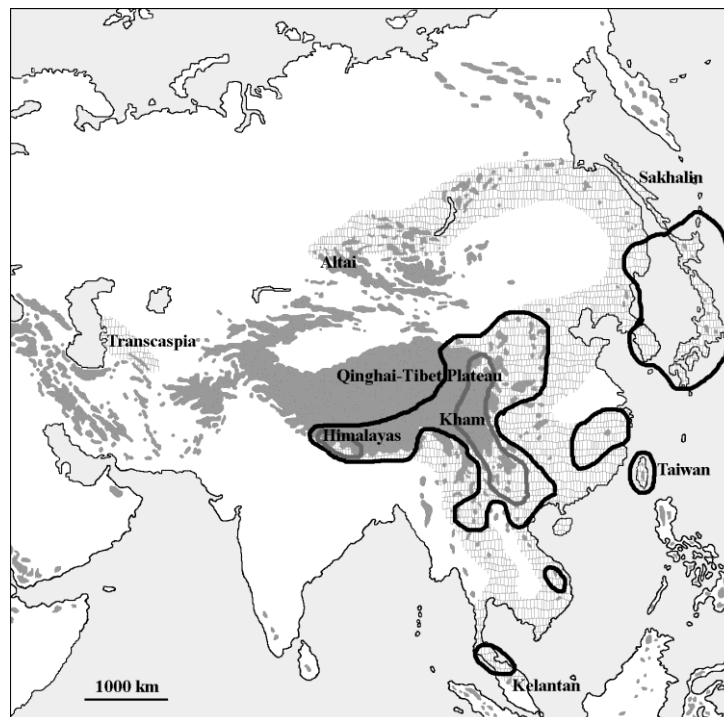 Sakhalin
Altai
Transcaspia
Qinghai-Tibet Plateau
Kham
Himalayas
Taiwan
Kelantan
1000 km